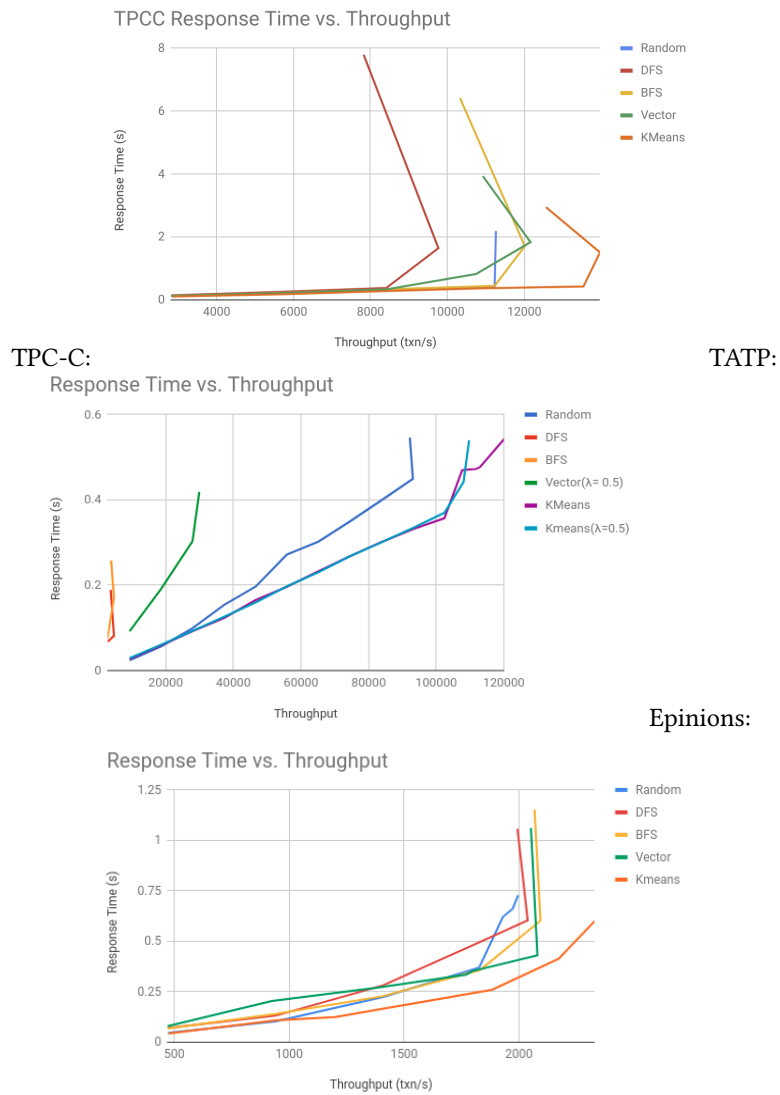 TPCC Response Time vs. Throughput
8
6
4
2
0
Response Time (s)
4000 6000 8000 10000 12000
Throughput (txn/s)
Random
DFS
BFS
Vector
KMeans
TPC-C: TATP:
Response Time vs. Throughput
0.6
0.4
0.2
0
Response Time (s)
20000 40000 60000 80000 100000 120000
Throughput
Random
DFS
BFS
Vector(λ= 0.5)
KMeans
Kmeans(λ=0.5)
Epinions:
Response Time vs. Throughput
1.25
1
0.75
0.5
0.25
0
Response Time (s)
500 1000 1500 2000
Throughput (txn/s)
Random
DFS
BFS
Vector
Kmeans